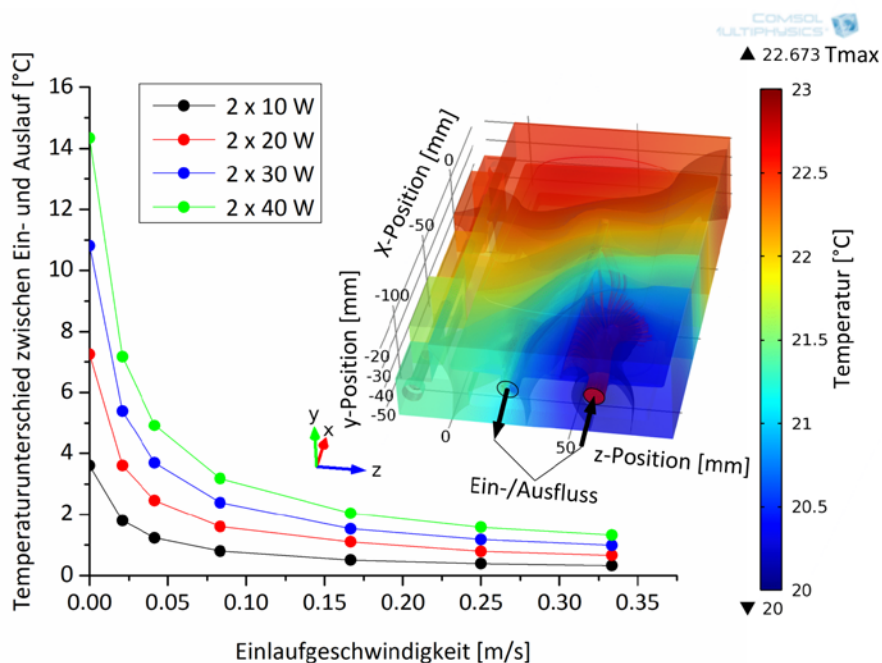 COMSOL
MULTIPHYSICS®
▲ 22.673 Tmax
Temperaturunterschied zwischen Ein- und Auslauf [°C]
16
14
12
10
8
6
4
2
0
2 x 10 W
2 x 20 W
2 x 30 W
2 x 40 W
X-Position [mm]
0
-50
-100
y-Position [mm]
-20
-30
-40
-50
0
50
z-Position [mm]
y
x
z
Ein-/Ausfluss
23
22.5
22
21.5
21
20.5
20
Temperatur [°C]
▼ 20
0.00
0.05
0.10
0.15
0.20
0.25
0.30
0.35
Einlaufgeschwindigkeit [m/s]